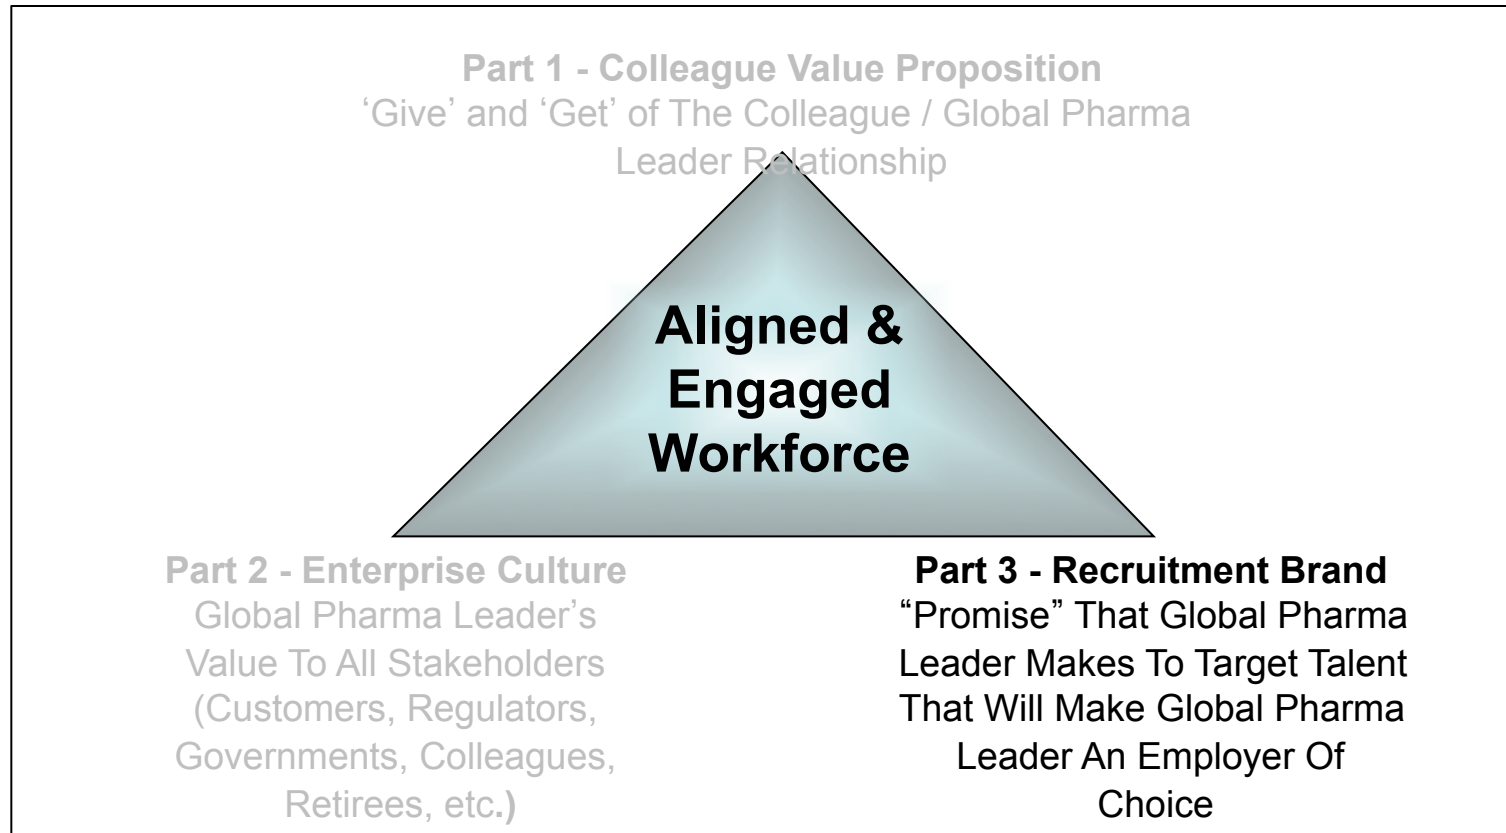 Part 1 - Colleague Value Proposition
‘Give’ and ‘Get’ of The Colleague / Global Pharma
Leader Relationship
Aligned &
Engaged
Workforce
Part 2 - Enterprise Culture
Global Pharma Leader’s
Value To All Stakeholders
(Customers, Regulators,
Governments, Colleagues,
Retirees, etc.)
Part 3 - Recruitment Brand
“Promise” That Global Pharma
Leader Makes To Target Talent
That Will Make Global Pharma
Leader An Employer Of
Choice